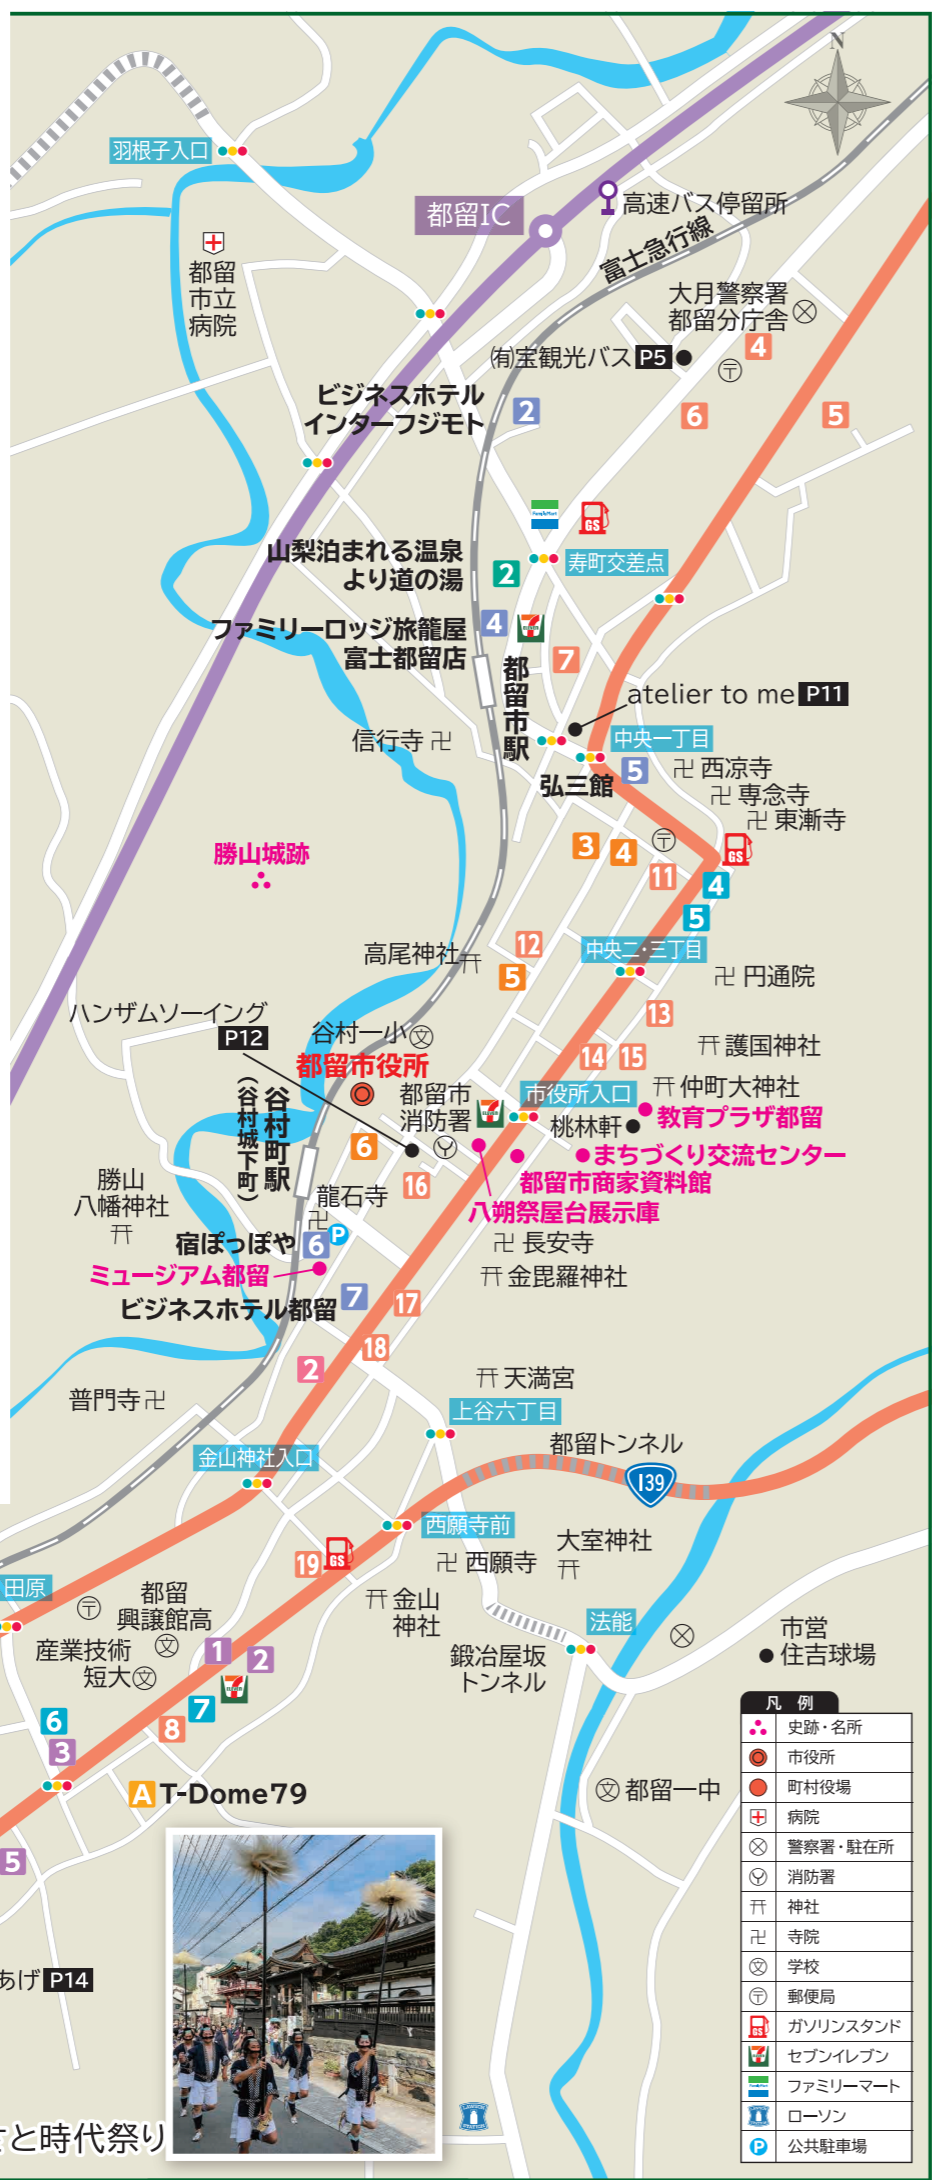 N
羽根子入口
都留IC
高速バス停留所
富士急行線
都留
市立
病院
大月警察署
都留分庁舎
4
㈲宝観光バス P5
ビジネスホテル
インターフジモト
2
6
5
FamilyMart
GS
山梨泊まれる温泉
より道の湯
2
寿町交差点
ファミリーロッジ旅籠屋
富士都留店
4
7
都留市駅
atelier to me P11
信行寺
中央一丁目
弘三館
5
西凉寺
専念寺
東漸寺
勝山城跡
3
4
11
GS
4
5
高尾神社
12
5
中央二・三丁目
円通院
ハンザムソーイング
P12
谷村一小
都留市役所
13
14
15
護国神社
谷村町駅
(谷村城下町)
都留市
消防署
市役所入口
仲町大神社
桃林軒
教育プラザ都留
6
まちづくり交流センター
都留市商家資料館
八朔祭屋台展示庫
勝山
八幡神社
龍石寺
16
P
宿ぽっぽや
6
長安寺
ミュージアム都留
金毘羅神社
ビジネスホテル都留
7
17
18
2
普門寺
天満宮
上谷六丁目
金山神社入口
都留トンネル
139
西願寺前
19
GS
西願寺
大室神社
田原
金山
神社
都留
興譲館高
産業技術
短大
法能
鍛冶屋坂
トンネル
市営
住吉球場
1
2
6
7
8
3
A T-Dome79
都留一中
5
あげ P14
さと時代祭り
LAWSON
STATION
凡 例
史跡・名所
市役所
町村役場
病院
警察署・駐在所
消防署
神社
寺院
学校
郵便局
GS ガソリンスタンド
セブンイレブン
ファミリーマート
ローソン
P 公共駐車場